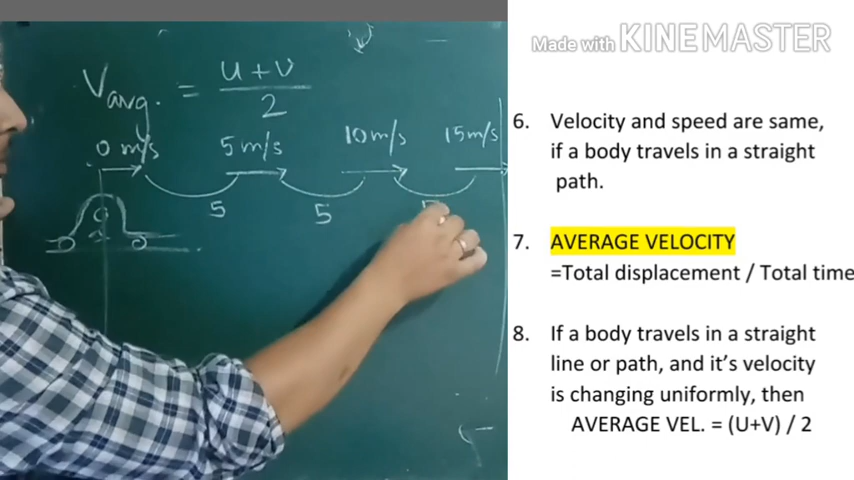 Vavg. = u+v
2
0 m/s 5 m/s 10 m/s 15 m/s
5 5 5
Made with KINEMASTER
6. Velocity and speed are same,
if a body travels in a straight
path.
7. AVERAGE VELOCITY
=Total displacement / Total time
8. If a body travels in a straight
line or path, and it's velocity
is changing uniformly, then
AVERAGE VEL. = (U+V) / 2